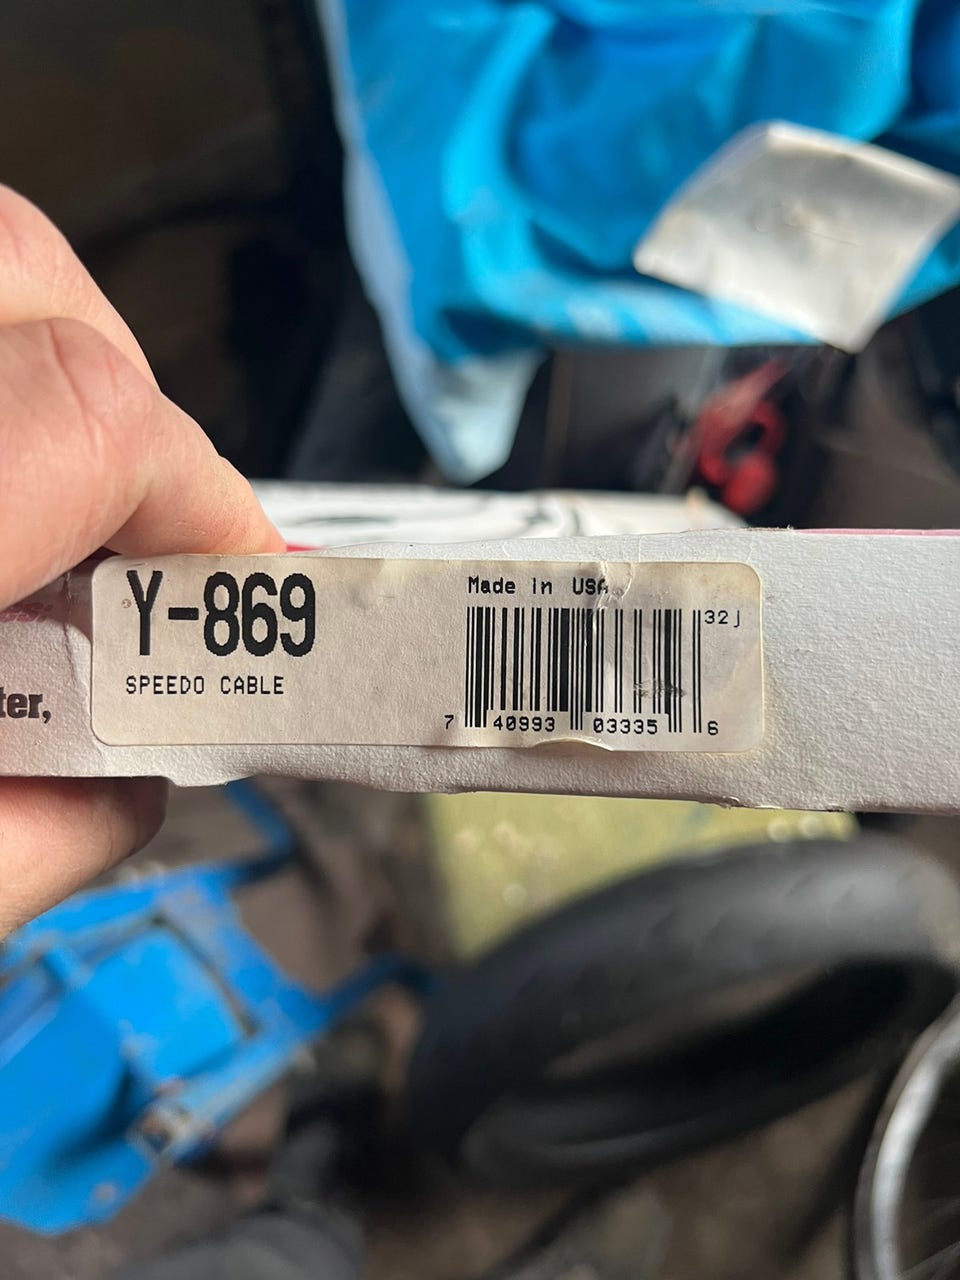 Y-869
SPEEDO CABLE
Made in USA
32J
7 40993 03335 6
ter,